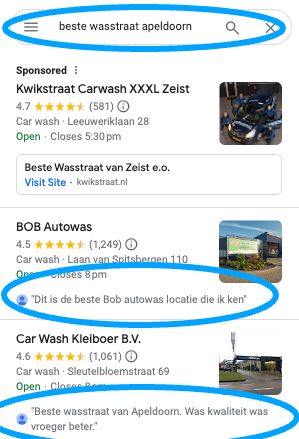 beste wasstraat apeldoorn
Sponsored
Kwikstraat Carwash XXXL Zeist
4.7 (581)
Car wash · Leeuweriklaan 28
Open · Closes 5:30 pm
Beste Wasstraat van Zeist e.o.
Visit Site · kwikstraat.nl
BOB Autowas
4.5 (1,249)
Car wash · Laan van Spitsbergen 110
Open · Closes 8 pm
"Dit is de beste Bob autowas locatie die ik ken"
Car Wash Kleiboer B.V.
4.6 (1,061)
Car wash · Sleutelbloemstraat 69
Open · Closes 8 pm
"Beste wasstraat van Apeldoorn. Was kwaliteit was
vroeger beter."